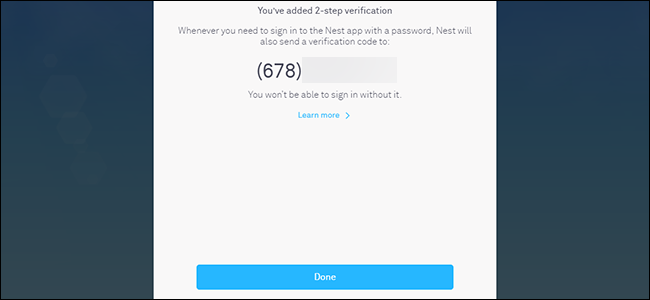 You've added 2-step verification
Whenever you need to sign in to the Nest app with a password, Nest will
also send a verification code to:
(678)
You won't be able to sign in without it.
Learn more
Done